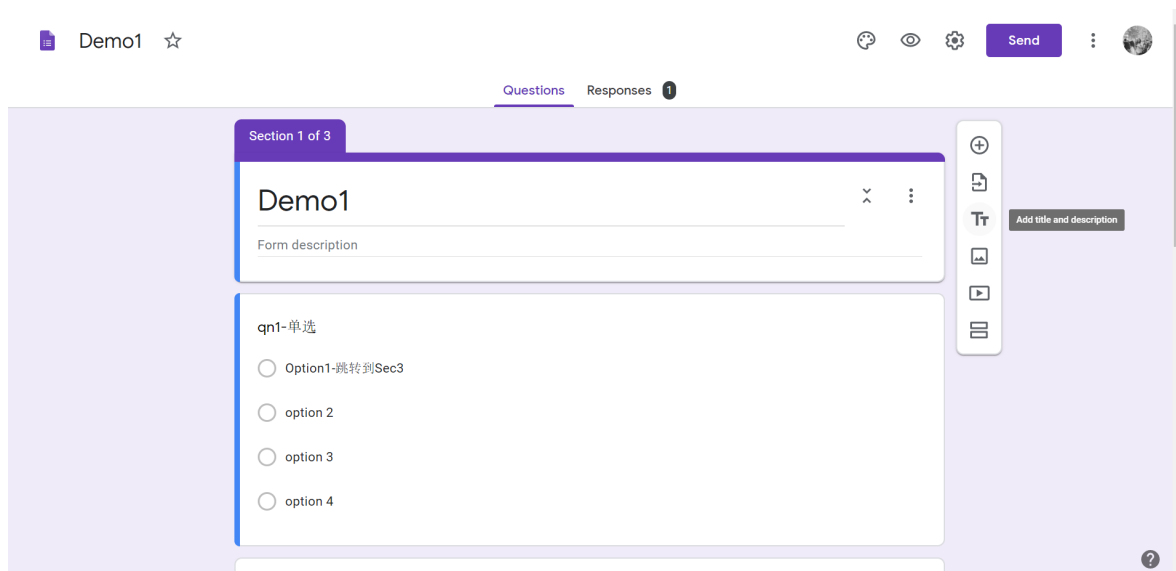 Demo1
Send
Questions
Responses 1
Section 1 of 3
Demo1
Form description
Add title and description
qn1-单选
Option1-跳转到Sec3
option 2
option 3
option 4